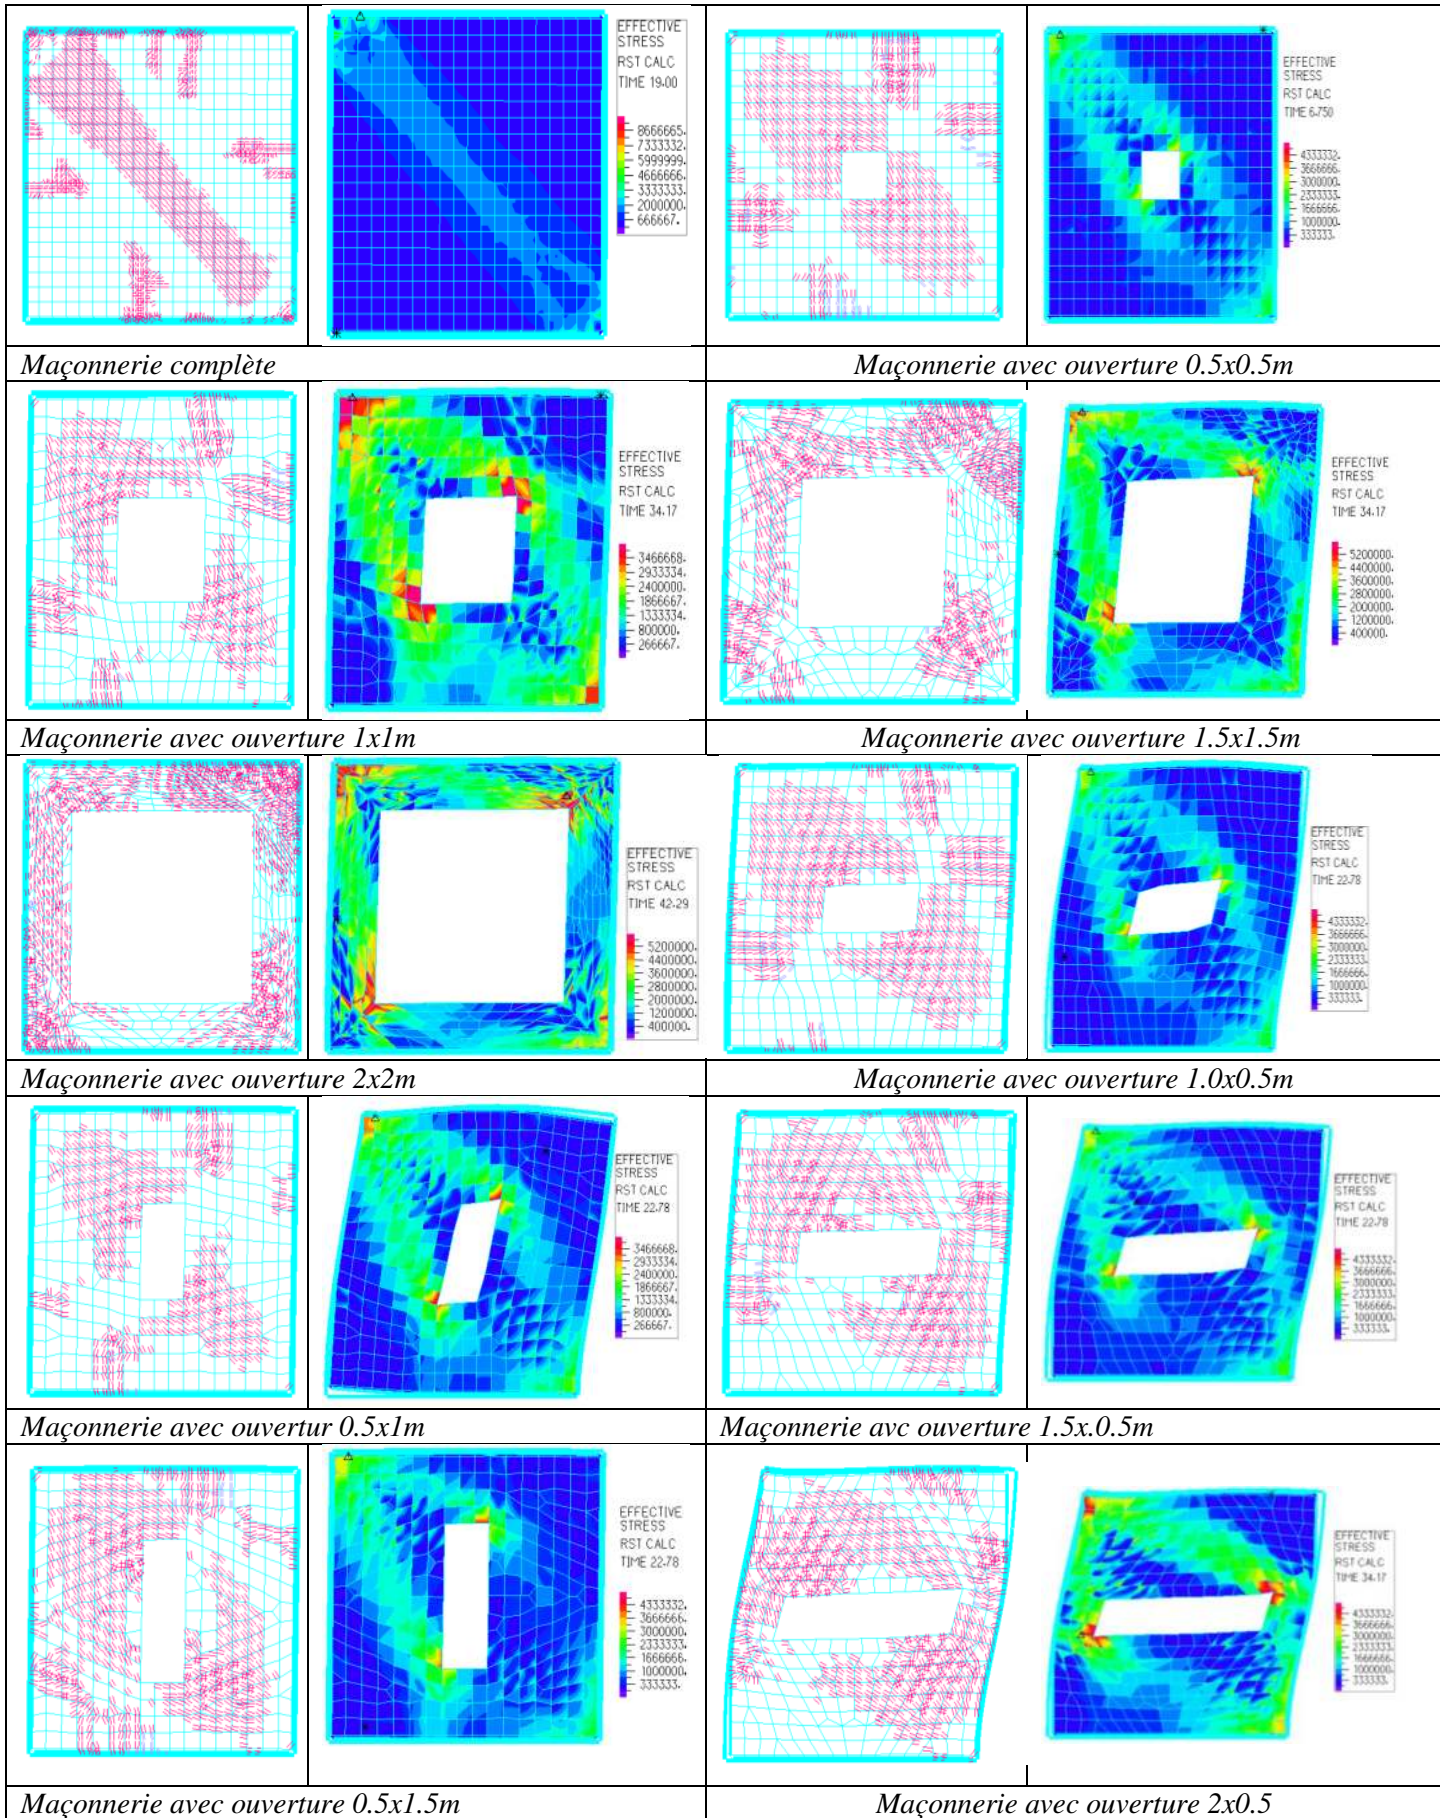 EFFECTIVE
STRESS
RST CALC
TIME 19.00
8666665.
7333332.
5999999.
4666666.
3333333.
2000000.
666667.
EFFECTIVE
STRESS
RST CALC
TIME 6.750
4333332.
3666666.
3000000.
2333333.
1666666.
1000000.
333333.
Maçonnerie complète
Maçonnerie avec ouverture 0.5x0.5m
EFFECTIVE
STRESS
RST CALC
TIME 34.17
3466668.
2933334.
2400000.
1866667.
1333334.
800000.
266667.
EFFECTIVE
STRESS
RST CALC
TIME 34.17
5200000.
4400000.
3600000.
2800000.
2000000.
1200000.
400000.
Maçonnerie avec ouverture 1x1m
Maçonnerie avec ouverture 1.5x1.5m
EFFECTIVE
STRESS
RST CALC
TIME 42.29
5200000.
4400000.
3600000.
2800000.
2000000.
1200000.
400000.
EFFECTIVE
STRESS
RST CALC
TIME 22.78
4333332.
3666666.
3000000.
2333333.
1666666.
1000000.
333333.
Maçonnerie avec ouverture 2x2m
Maçonnerie avec ouverture 1.0x0.5m
EFFECTIVE
STRESS
RST CALC
TIME 22.78
3466668.
2933334.
2400000.
1866667.
1333334.
800000.
266667.
EFFECTIVE
STRESS
RST CALC
TIME 22.78
4333332.
3666666.
3000000.
2333333.
1666666.
1000000.
333333.
Maçonnerie avec ouvertur 0.5x1m
Maçonnerie avc ouverture 1.5x.0.5m
EFFECTIVE
STRESS
RST CALC
TIME 22.78
4333332.
3666666.
3000000.
2333333.
1666666.
1000000.
333333.
EFFECTIVE
STRESS
RST CALC
TIME 34.17
4333332.
3666666.
3000000.
2333333.
1666666.
1000000.
333333.
Maçonnerie avec ouverture 0.5x1.5m
Maçonnerie avec ouverture 2x0.5